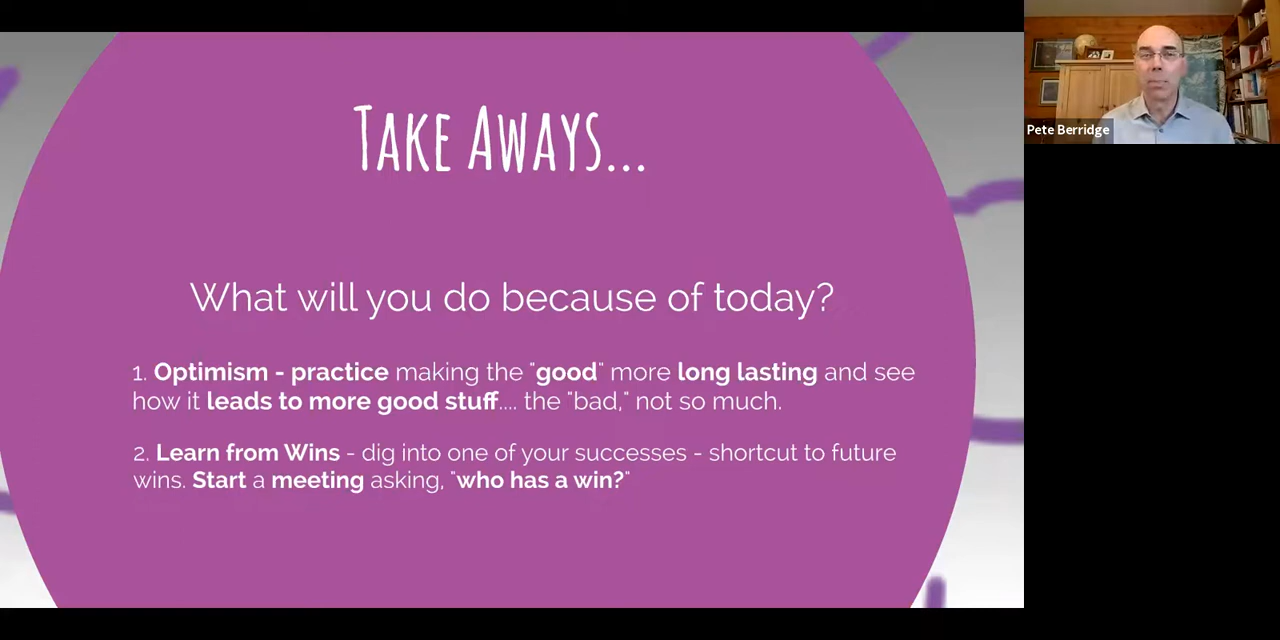 TAKE AWAYS...
What will you do because of today?
1. Optimism - practice making the "good" more long lasting and see
how it leads to more good stuff.... the "bad," not so much.
2. Learn from Wins - dig into one of your successes - shortcut to future
wins. Start a meeting asking, "who has a win?"
Pete Berridge